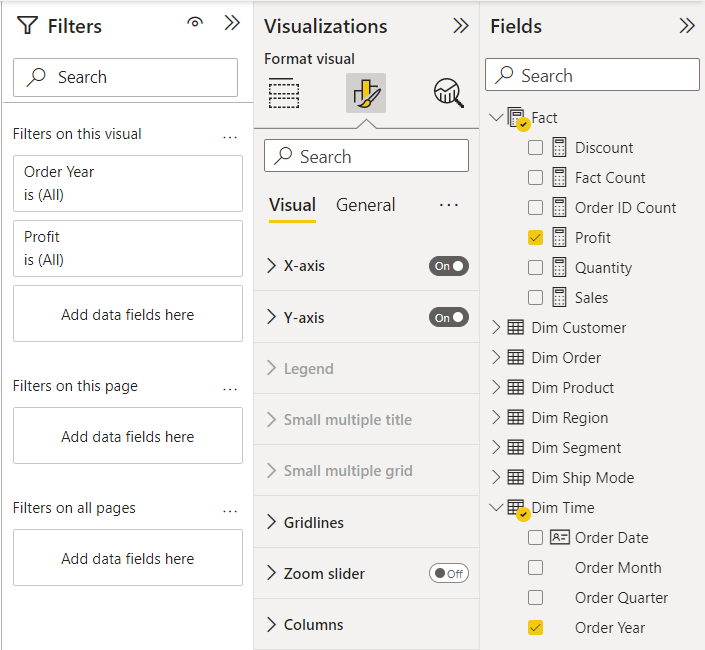 Filters
Search
Filters on this visual
...
Order Year
is (All)
Profit
is (All)
Add data fields here
Filters on this page
...
Add data fields here
Filters on all pages
...
Add data fields here
Visualizations
Format visual
Search
Visual General ...
X-axis On
Y-axis On
Legend
Small multiple title
Small multiple grid
Gridlines
Zoom slider Off
Columns
Fields
Search
Fact
Discount
Fact Count
Order ID Count
Profit
Quantity
Sales
Dim Customer
Dim Order
Dim Product
Dim Region
Dim Segment
Dim Ship Mode
Dim Time
Order Date
Order Month
Order Quarter
Order Year